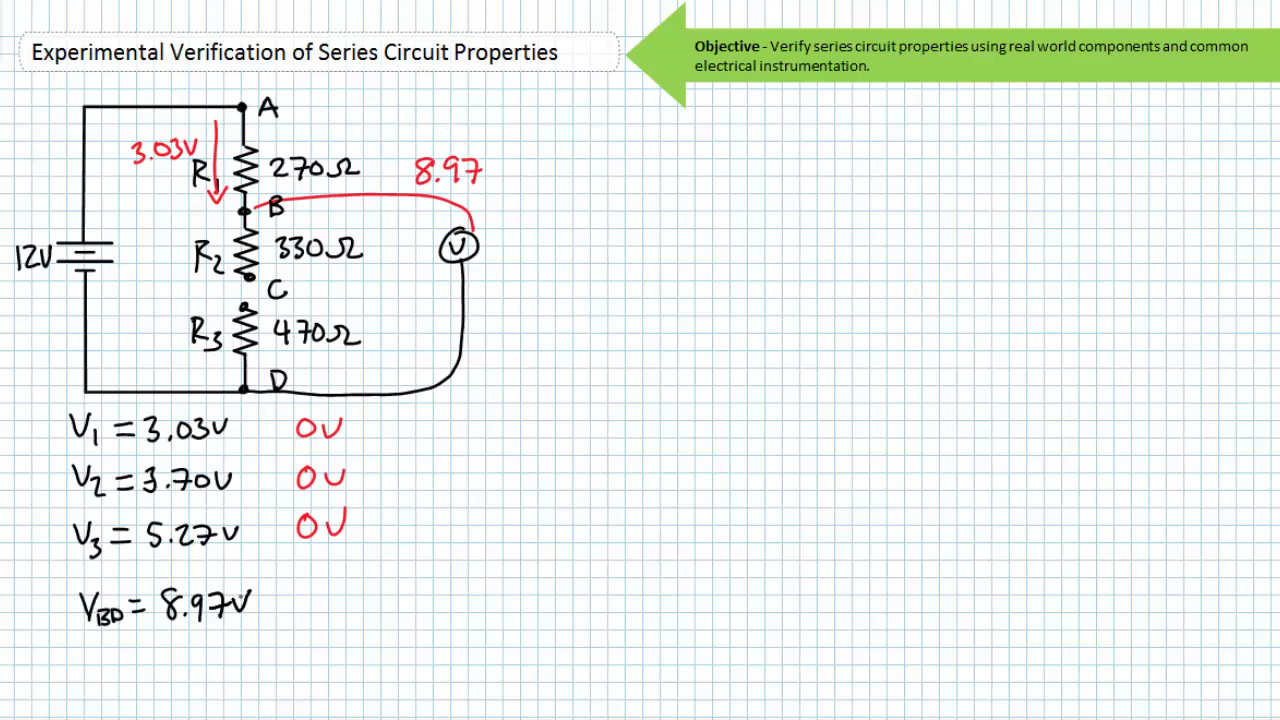 Experimental Verification of Series Circuit Properties
Objective - Verify series circuit properties using real world components and common
electrical instrumentation.
A
3.03V
R1
270Ω
8.97
B
12V
R2
330Ω
V
C
R3
470Ω
D
V1 = 3.03V 0V
V2 = 3.70V 0V
V3 = 5.27V 0V
VBD = 8.97V